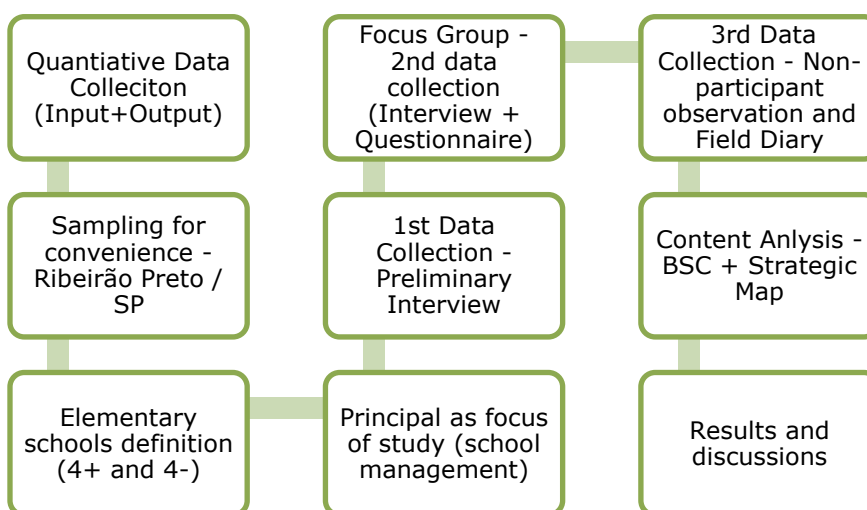 Quantiative Data
Colleciton
(Input+Output)
Sampling for
convenience -
Ribeirão Preto /
SP
Elementary
schools definition
(4+ and 4-)
Principal as focus
of study (school
management)
1st Data
Collection -
Preliminary
Interview
Focus Group -
2nd data
collection
(Interview +
Questionnaire)
3rd Data
Collection - Non-
participant
observation and
Field Diary
Content Anlysis -
BSC + Strategic
Map
Results and
discussions